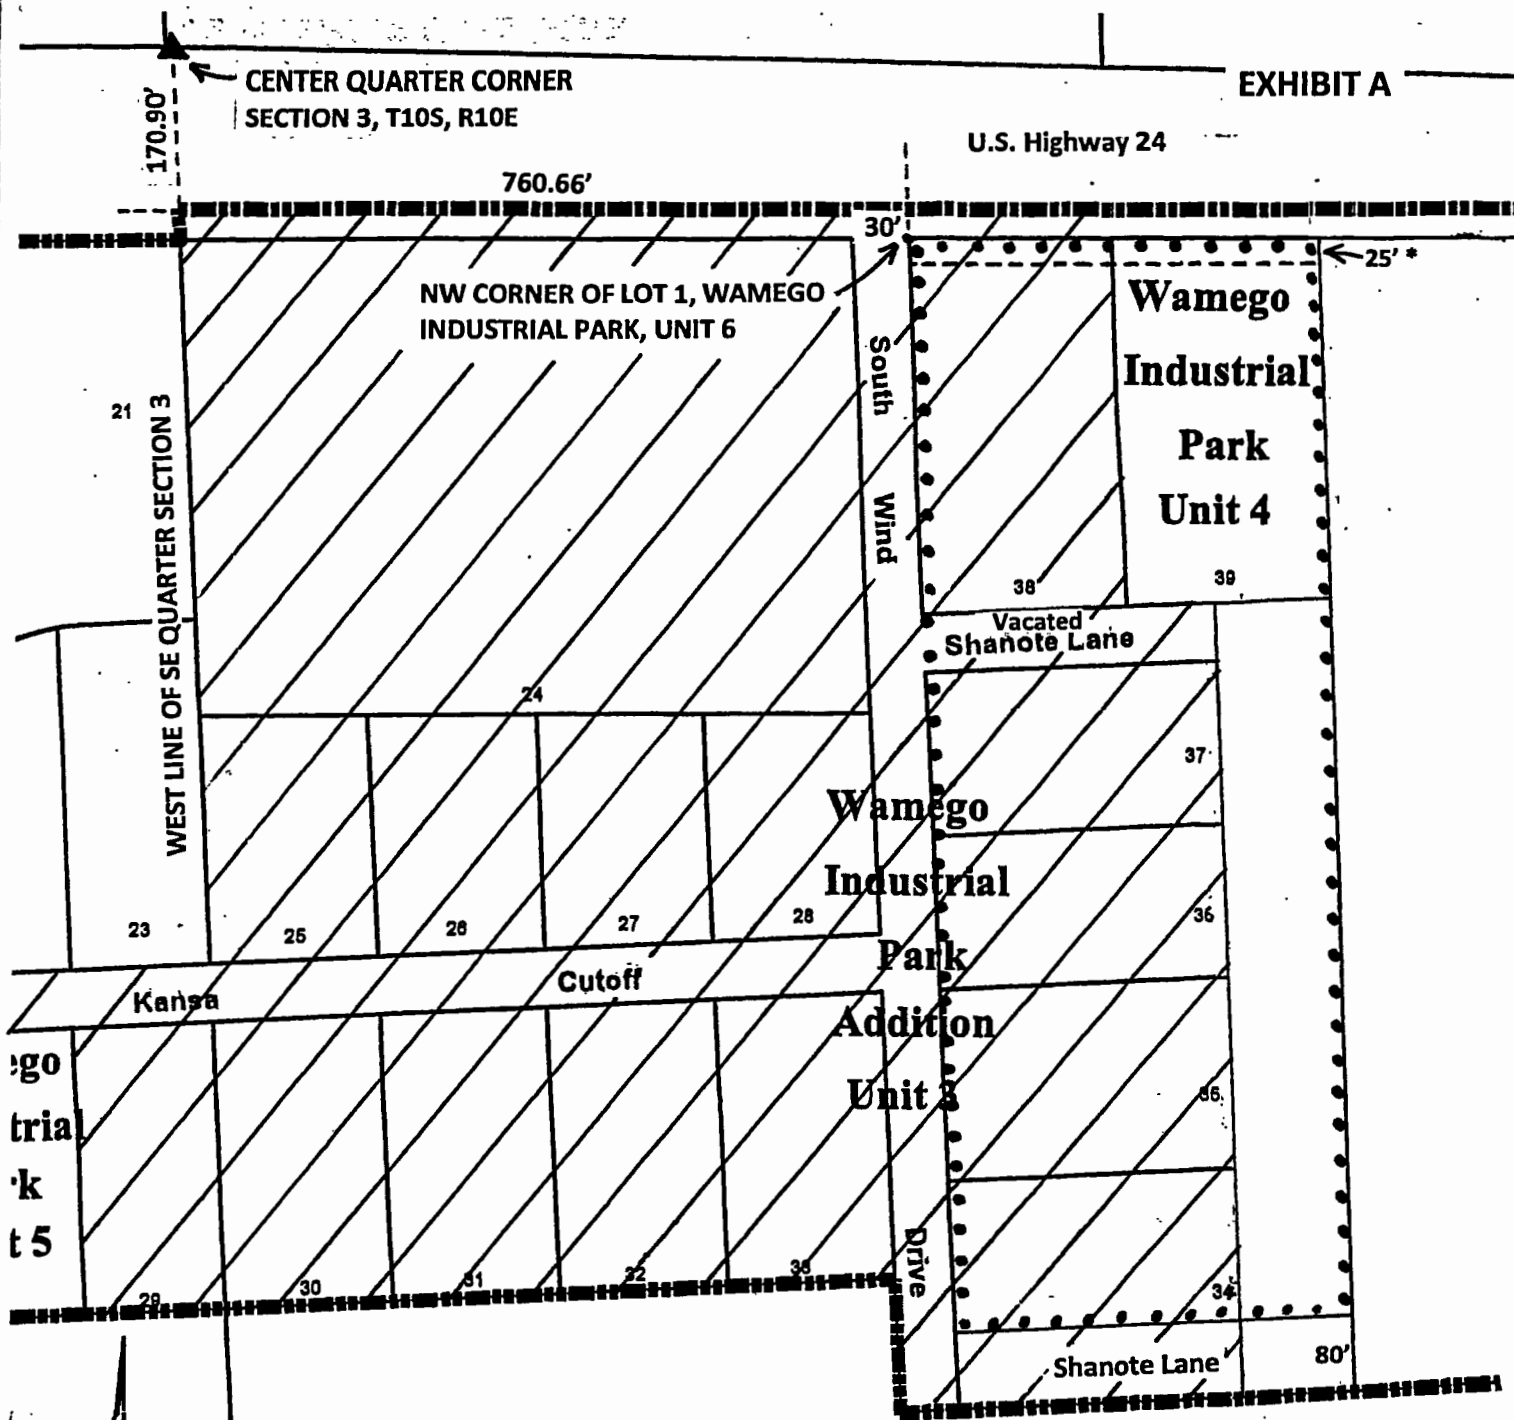 CENTER QUARTER CORNER
SECTION 3, T10S, R10E
EXHIBIT A
170.90'
U.S. Highway 24
760.66'
30'
25' *
NW CORNER OF LOT 1, WAMEGO
INDUSTRIAL PARK, UNIT 6
Wamego
Industrial
Park
Unit 4
South
Wind
Drive
21
WEST LINE OF SE QUARTER SECTION 3
38
39
Vacated
Shanote Lane
24
37
Wamego
Industrial
Park
Addition
Unit 3
23
25
26
27
28
36
Kansa
Cutoff
ego
trial
rk
t 5
35
29
30
31
32
33
34
Shanote Lane
80'